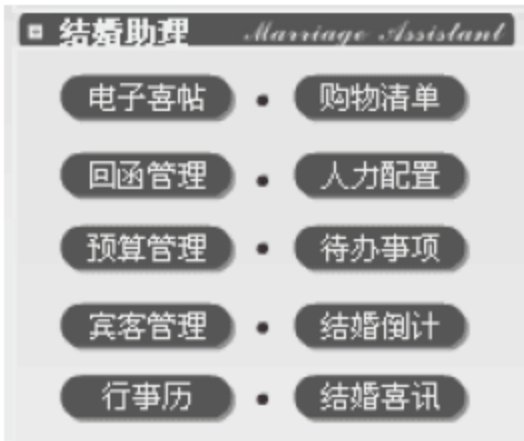 结婚助理 Marriage Assistant
电子喜帖 • 购物清单
回函管理 • 人力配置
预算管理 • 待办事项
宾客管理 • 结婚倒计
行事历 • 结婚喜讯